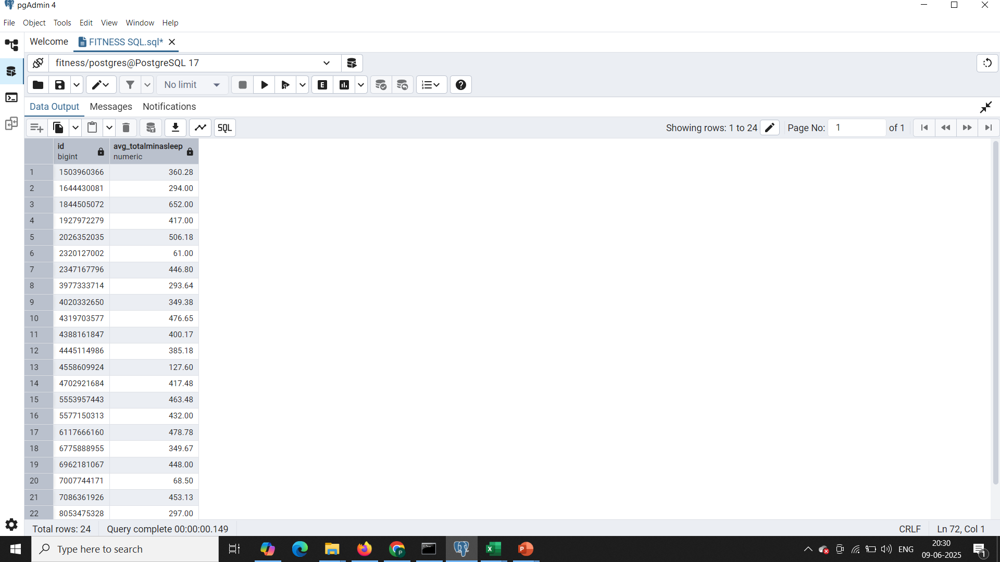 pgAdmin 4
File Object Tools Edit View Window Help
Welcome FITNESS SQL.sql*
fitness/postgres@PostgreSQL 17
No limit
E
Data Output Messages Notifications
SQL Showing rows: 1 to 24 Page No: 1 of 1
id avg_totalminasleep
bigint numeric
1 1503960366 360.28
2 1644430081 294.00
3 1844505072 652.00
4 1927972279 417.00
5 2026352035 506.18
6 2320127002 61.00
7 2347167796 446.80
8 3977333714 293.64
9 4020332650 349.38
10 4319703577 476.65
11 4388161847 400.17
12 4445114986 385.18
13 4558609924 127.60
14 4702921684 417.48
15 5553957443 463.48
16 5577150313 432.00
17 6117666160 478.78
18 6775888955 349.67
19 6962181067 448.00
20 7007744171 68.50
21 7086361926 453.13
22 8053475328 297.00
Total rows: 24 Query complete 00:00:00.149 CRLF Ln 72, Col 1
Type here to search ENG 20:30
09-06-2025 1